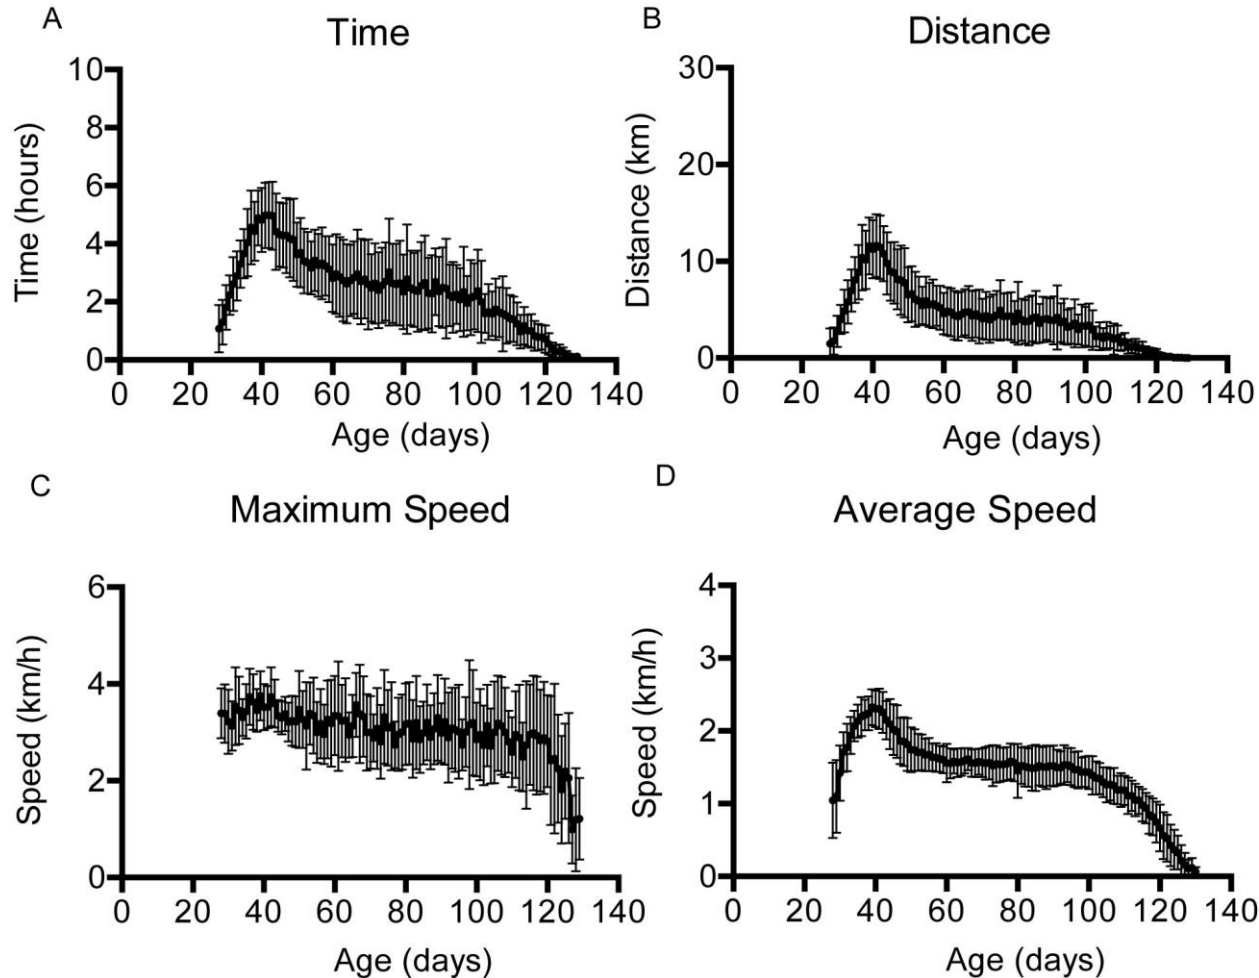 A
Time
Time (hours)
10
8
6
4
2
0
0 20 40 60 80 100 120 140
Age (days)
B
Distance
Distance (km)
30
20
10
0
0 20 40 60 80 100 120 140
Age (days)
C
Maximum Speed
Speed (km/h)
6
4
2
0
0 20 40 60 80 100 120 140
Age (days)
D
Average Speed
Speed (km/h)
4
3
2
1
0
0 20 40 60 80 100 120 140
Age (days)